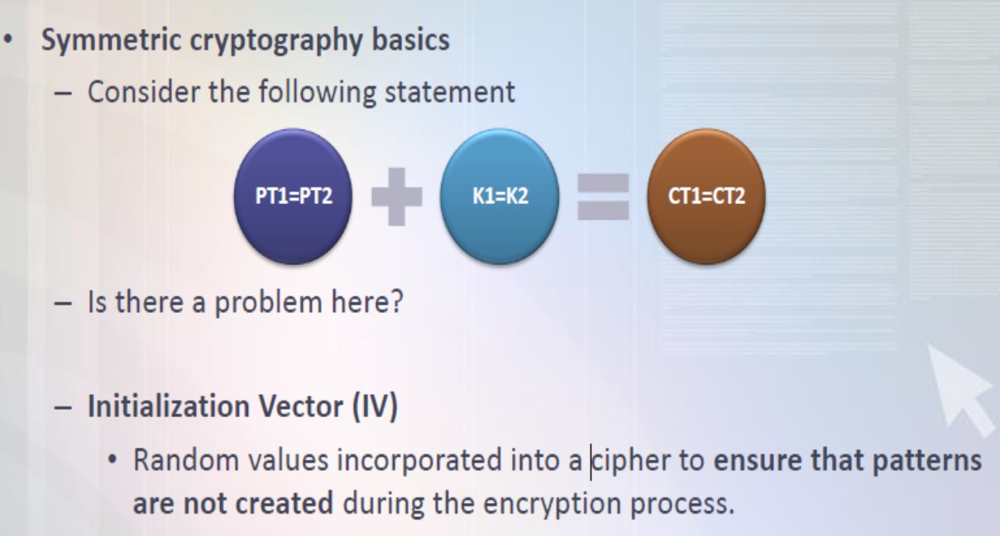 • Symmetric cryptography basics
– Consider the following statement
PT1=PT2 + K1=K2 = CT1=CT2
– Is there a problem here?
– Initialization Vector (IV)
• Random values incorporated into a cipher to ensure that patterns
are not created during the encryption process.